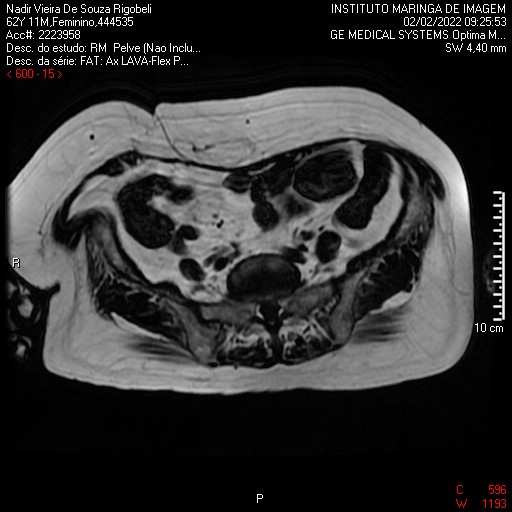 Nadir Vieira De Souza Rigobeli
62Y 11M,Feminino,444535
Acc#: 2223958
Desc. do estudo: RM Pelve (Nao Inclu...
Desc. da série: FAT: Ax LAVA-Flex P...
< 600 - 15 >
INSTITUTO MARINGA DE IMAGEM
02/02/2022 09:25:53
GE MEDICAL SYSTEMS Optima M...
SW 4,40 mm
R
10 cm
P
C 596
W 1193